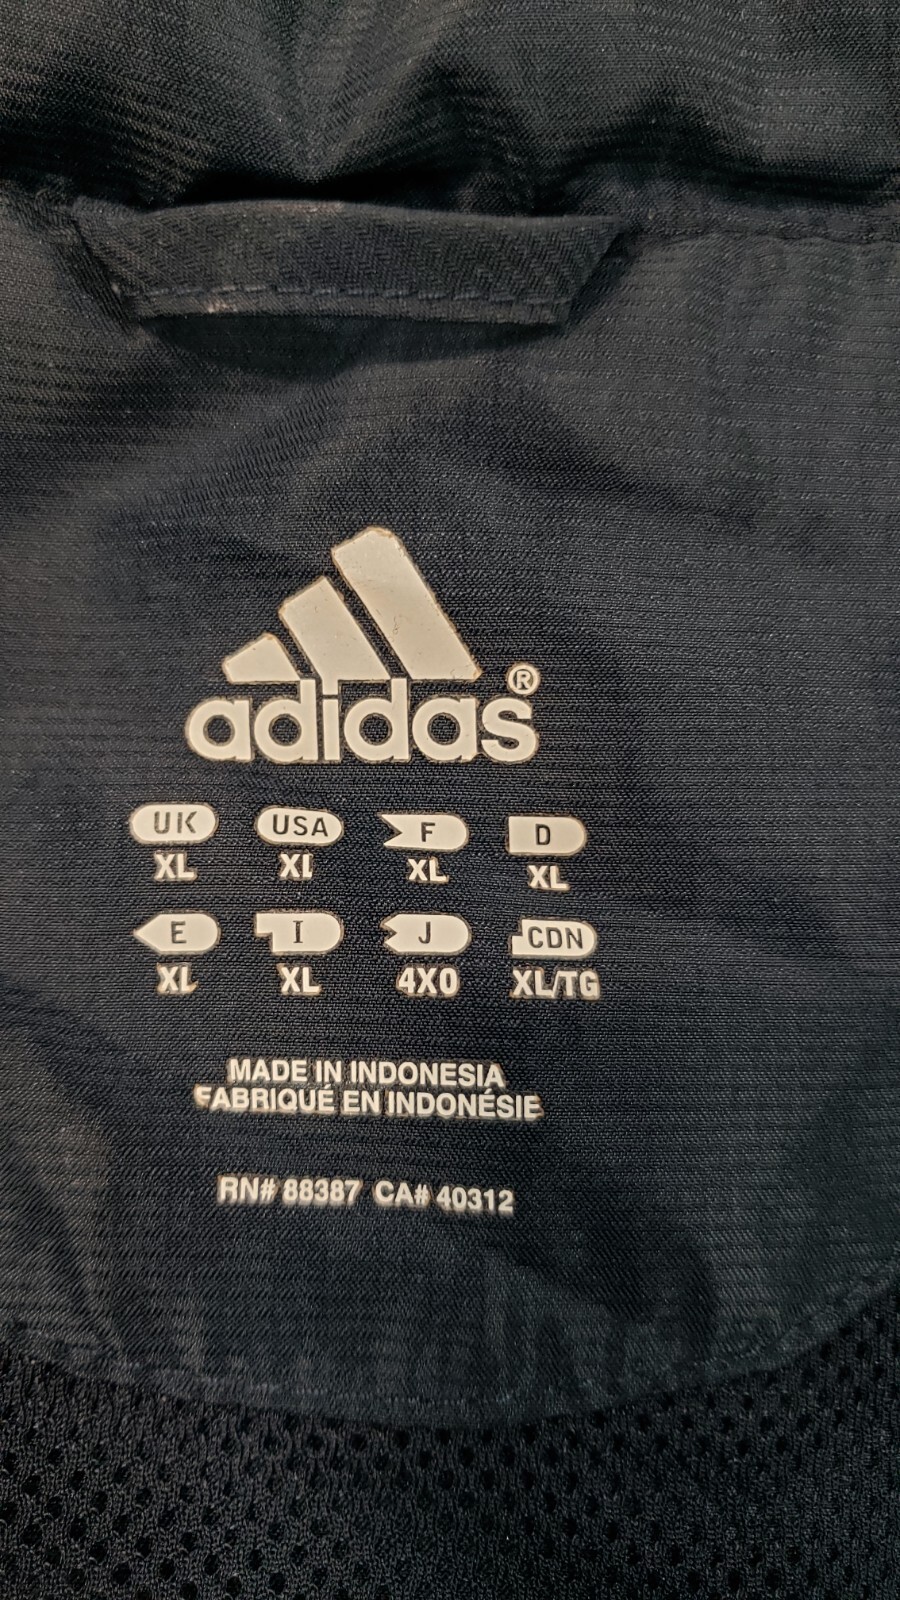 adidas®
UK USA F D
XL XL XL XL
E I J CDN
XL XL 4XO XL/TG
MADE IN INDONESIA
FABRIQUÉ EN INDONÉSIE
RN# 88387 CA# 40312